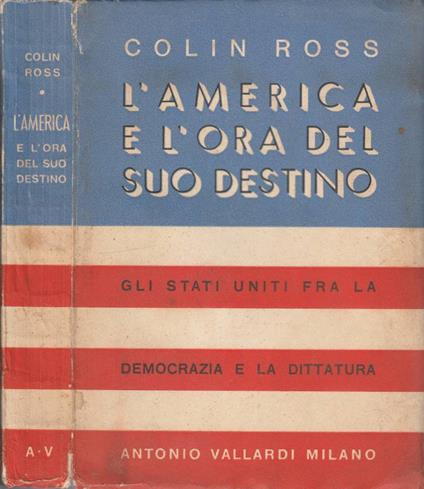 COLIN
ROSS
L'AMERICA
E L'ORA
DEL SUO
DESTINO
A·V
COLIN ROSS
L'AMERICA
E L'ORA DEL
SUO DESTINO
GLI STATI UNITI FRA LA
DEMOCRAZIA E LA DITTATURA
ANTONIO VALLARDI MILANO